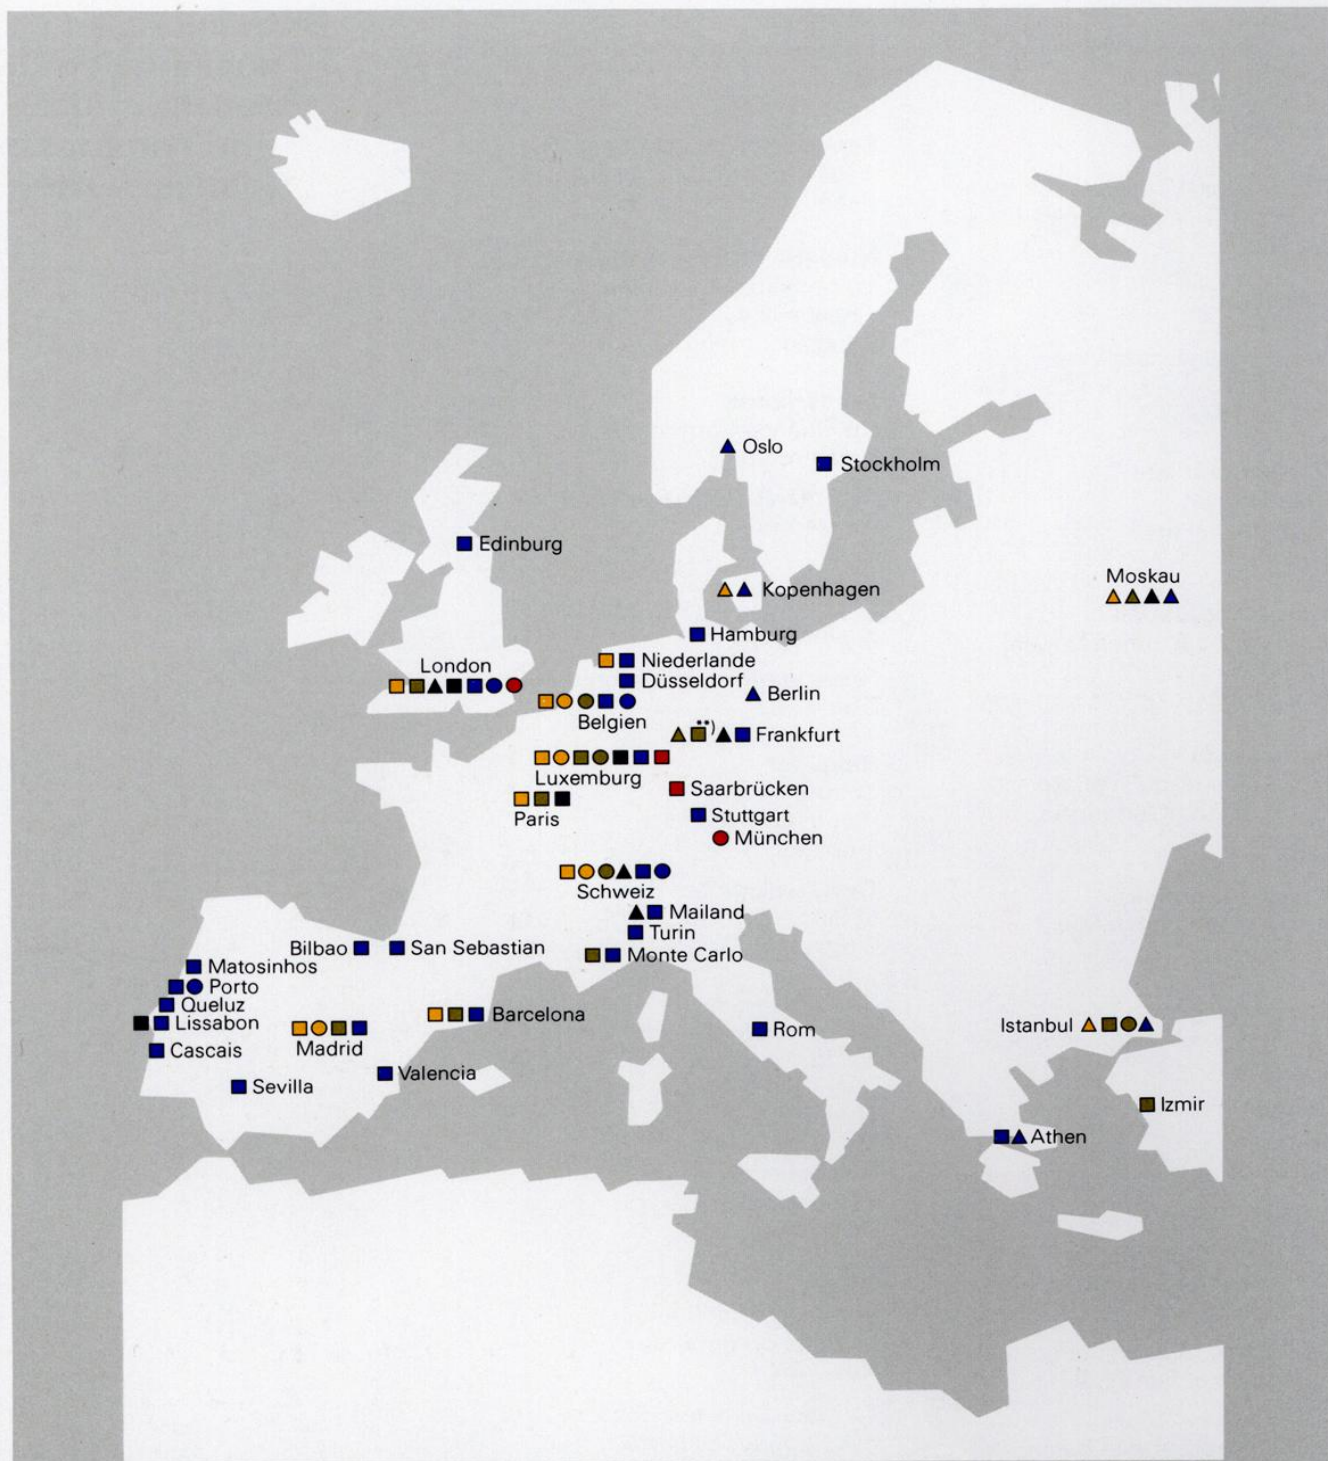 Oslo
Stockholm
Edinburg
Moskau
Kopenhagen
Hamburg
Niederlande
London
Düsseldorf
Berlin
Belgien
**)
Frankfurt
Luxemburg
Saarbrücken
Paris
Stuttgart
München
Schweiz
Mailand
Turin
Bilbao
San Sebastian
Monte Carlo
Matosinhos
Porto
Queluz
Lissabon
Barcelona
Istanbul
Rom
Madrid
Cascais
Valencia
Sevilla
Izmir
Athen